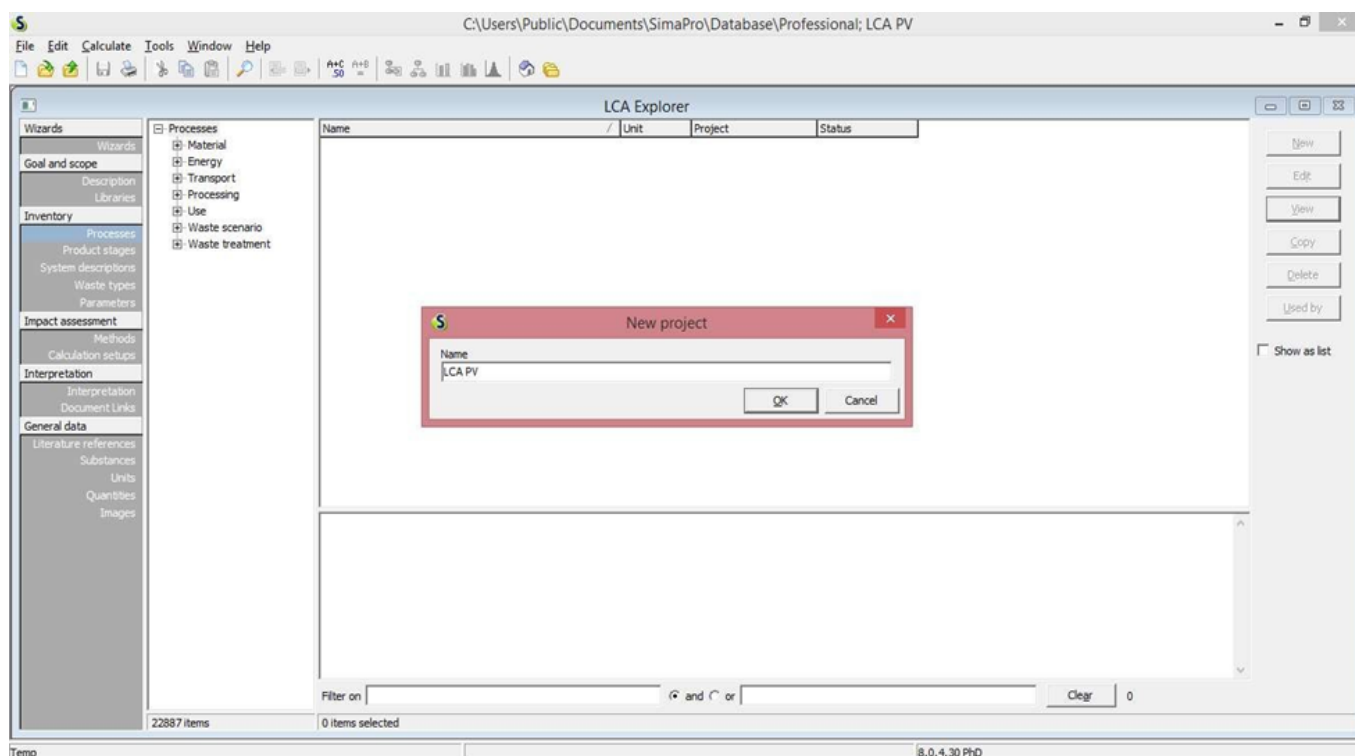 C:\Users\Public\Documents\SimaPro\Database\Professional; LCA PV
File Edit Calculate Tools Window Help
A+C
50
A+B
=
LCA Explorer
Wizards
Wizards
Goal and scope
Description
Libraries
Inventory
Processes
Product stages
System descriptions
Waste types
Parameters
Impact assessment
Methods
Calculation setups
Interpretation
Interpretation
Document Links
General data
Literature references
Substances
Units
Quantities
Images
Processes
Material
Energy
Transport
Processing
Use
Waste scenario
Waste treatment
Name / Unit Project Status
New
Edit
View
Copy
Delete
Used by
Show as list
New project
Name
LCA PV
OK Cancel
Filter on and or Clear 0
22887 items 0 items selected
Temp 8.0.4.30 PhD